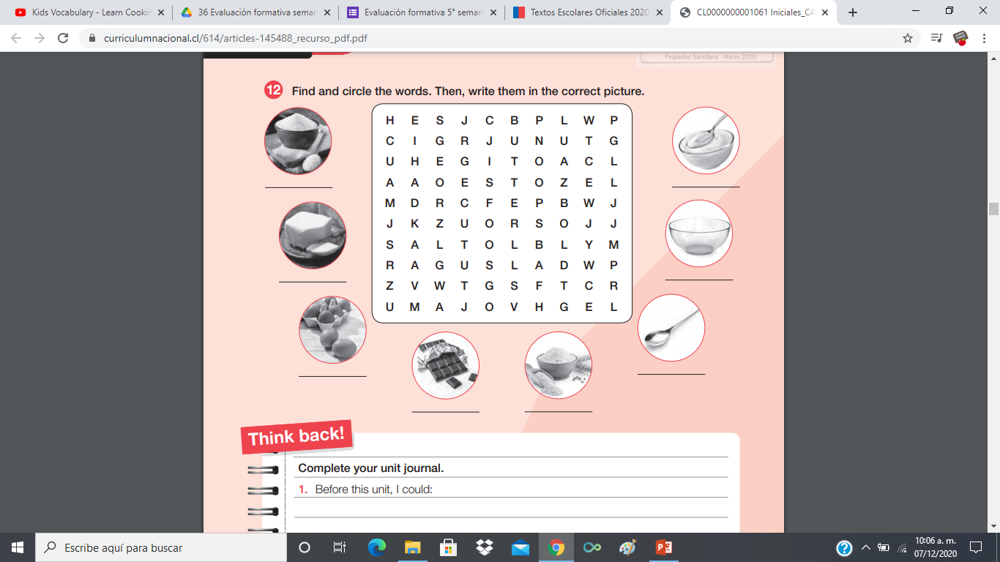 Kids Vocabulary - Learn Cookin
36 Evaluación formativa seman
Evaluación formativa 5° seman
Textos Escolares Oficiales 2020
CL0000000001061 Iniciales_CA
curriculumnacional.cl/614/articles-145488_recurso_pdf.pdf
Propiedad Santillana - Marzo 2020
12 Find and circle the words. Then, write them in the correct picture.
H E S J C B P L W P
C I G R J U N U T G
U H E G I T O A C L
A A O E S T O Z E L
M D R C F E P B W J
J K Z U O R S O J J
S A L T O L B L Y M
R A G U S L A D W P
Z V W T G S F T C R
U M A J O V H G E L
Think back!
Complete your unit journal.
1. Before this unit, I could:
Escribe aquí para buscar
10:06 a. m.
07/12/2020